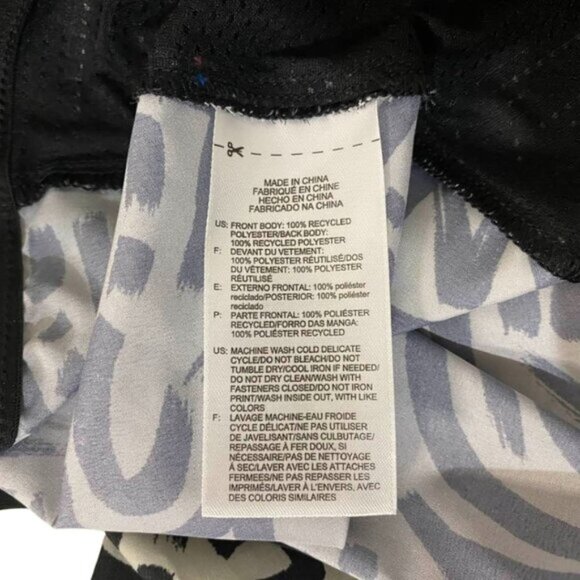 MADE IN CHINA
FABRIQUÉ EN CHINE
HECHO EN CHINA
FABRICADO NA CHINA
US: FRONT BODY: 100% RECYCLED
POLYESTER/BACK BODY:
100% RECYCLED POLYESTER
F: DEVANT DU VETEMENT:
100% POLYESTER RÉUTILISÉ/DOS
DU VÊTEMENT: 100% POLYESTER
RÉUTILISÉ
E: EXTERNO FRONTAL: 100% poliéster
reciclado/POSTERIOR: 100% poliéster
reciclado
P: PARTE FRONTAL: 100% POLIÉSTER
RECYCLED/FORRO DAS MANGA:
100% POLIÉSTER RECICLADO
US: MACHINE WASH COLD DELICATE
CYCLE/DO NOT BLEACH/DO NOT
TUMBLE DRY/COOL IRON IF NEEDED/
DO NOT DRY CLEAN/WASH WITH
FASTENERS CLOSED/DO NOT IRON
PRINT/WASH INSIDE OUT, WITH LIKE
COLORS
F: LAVAGE MACHINE-EAU FROIDE
CYCLE DÉLICAT/NE PAS UTILISER
DE JAVELISANT/SANS CULBUTAGE/
REPASSAGE À FER DOUX, SI
NÉCESSAIRE/PAS DE NETTOYAGE
À SEC/LAVER AVEC LES ATTACHES
FERMÉES/NE PAS REPASSER LES
IMPRIMÉS/LAVER À L'ENVERS, AVEC
DES COLORIS SIMILAIRES